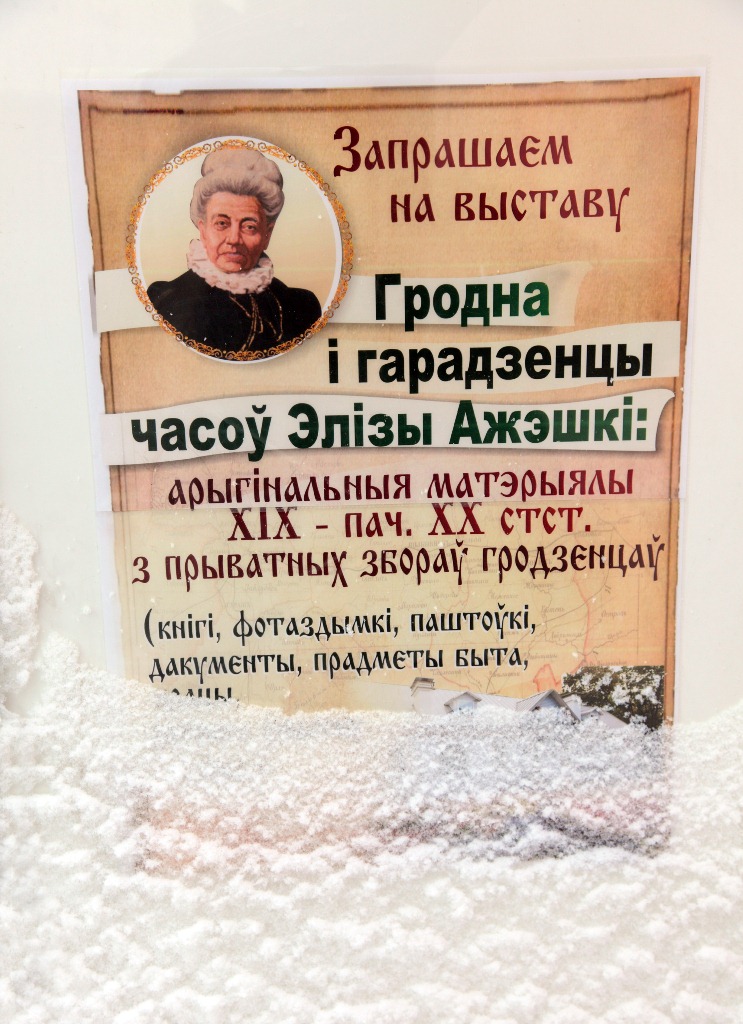 Запрашаем
на выставу
Гродна
і гарадзенцы
часоў Элізы Ажэшкі:
арыгінальныя матэрыялы
XIX - пач. XX стст.
з прыватных збораў гродзенцаў
(кнігі, фотаздымкі, паштоўкі,
дакументы, прадметы быта,